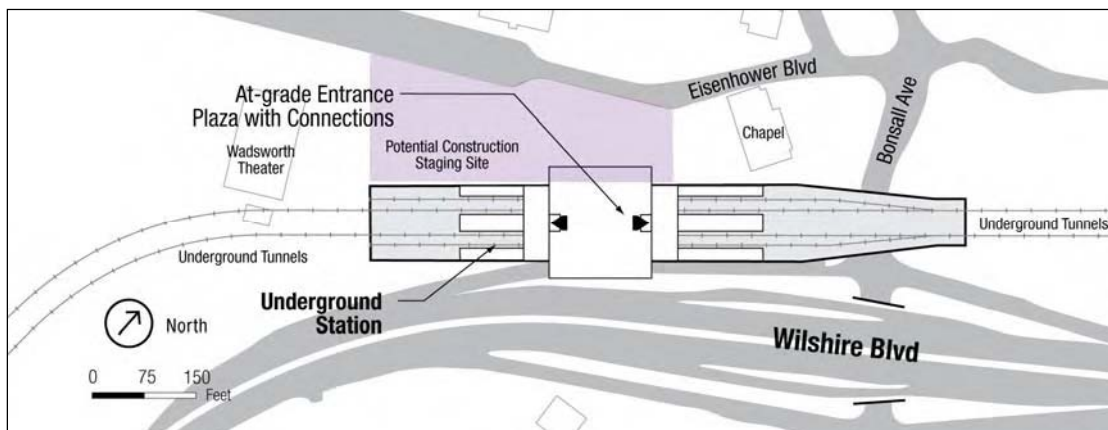 At-grade Entrance
Plaza with Connections
Wadsworth
Theater
Potential Construction
Staging Site
Eisenhower Blvd
Chapel
Bonsall Ave
Underground Tunnels
Underground Tunnels
Underground
Station
North
Wilshire Blvd
0 75 150
Feet